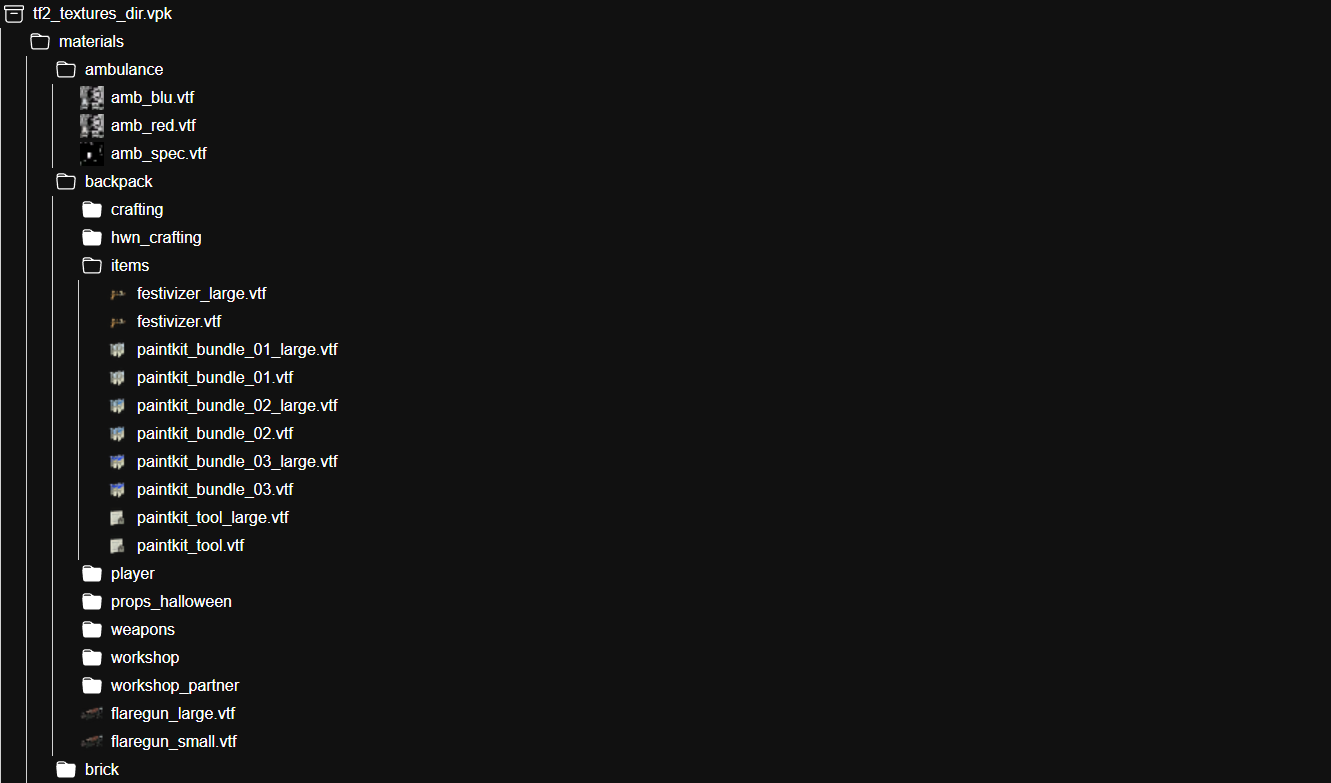 tf2_textures_dir.vpk
materials
ambulance
amb_blu.vtf
amb_red.vtf
amb_spec.vtf
backpack
crafting
hwn_crafting
items
festivizer_large.vtf
festivizer.vtf
paintkit_bundle_01_large.vtf
paintkit_bundle_01.vtf
paintkit_bundle_02_large.vtf
paintkit_bundle_02.vtf
paintkit_bundle_03_large.vtf
paintkit_bundle_03.vtf
paintkit_tool_large.vtf
paintkit_tool.vtf
player
props_halloween
weapons
workshop
workshop_partner
flaregun_large.vtf
flaregun_small.vtf
brick